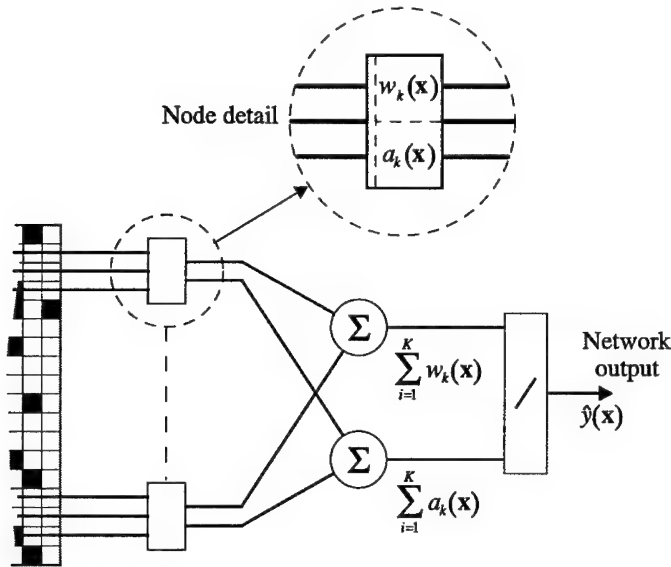 w_k(x)
Node detail
a_k(x)
Σ
K
∑ w_k(x)
i=1
Network
output
ŷ(x)
/
Σ
K
∑ a_k(x)
i=1